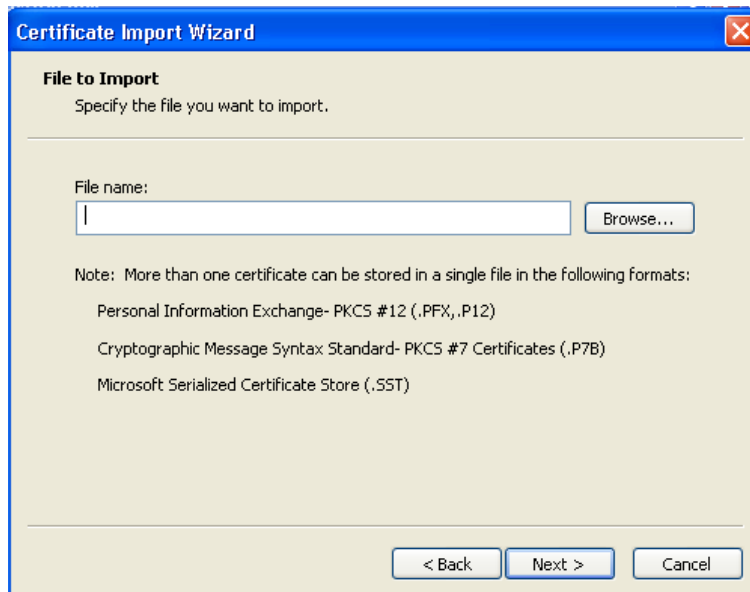 Certificate Import Wizard
File to Import
Specify the file you want to import.
File name:
Browse...
Note: More than one certificate can be stored in a single file in the following formats:
Personal Information Exchange- PKCS #12 (.PFX,.P12)
Cryptographic Message Syntax Standard- PKCS #7 Certificates (.P7B)
Microsoft Serialized Certificate Store (.SST)
< Back Next > Cancel